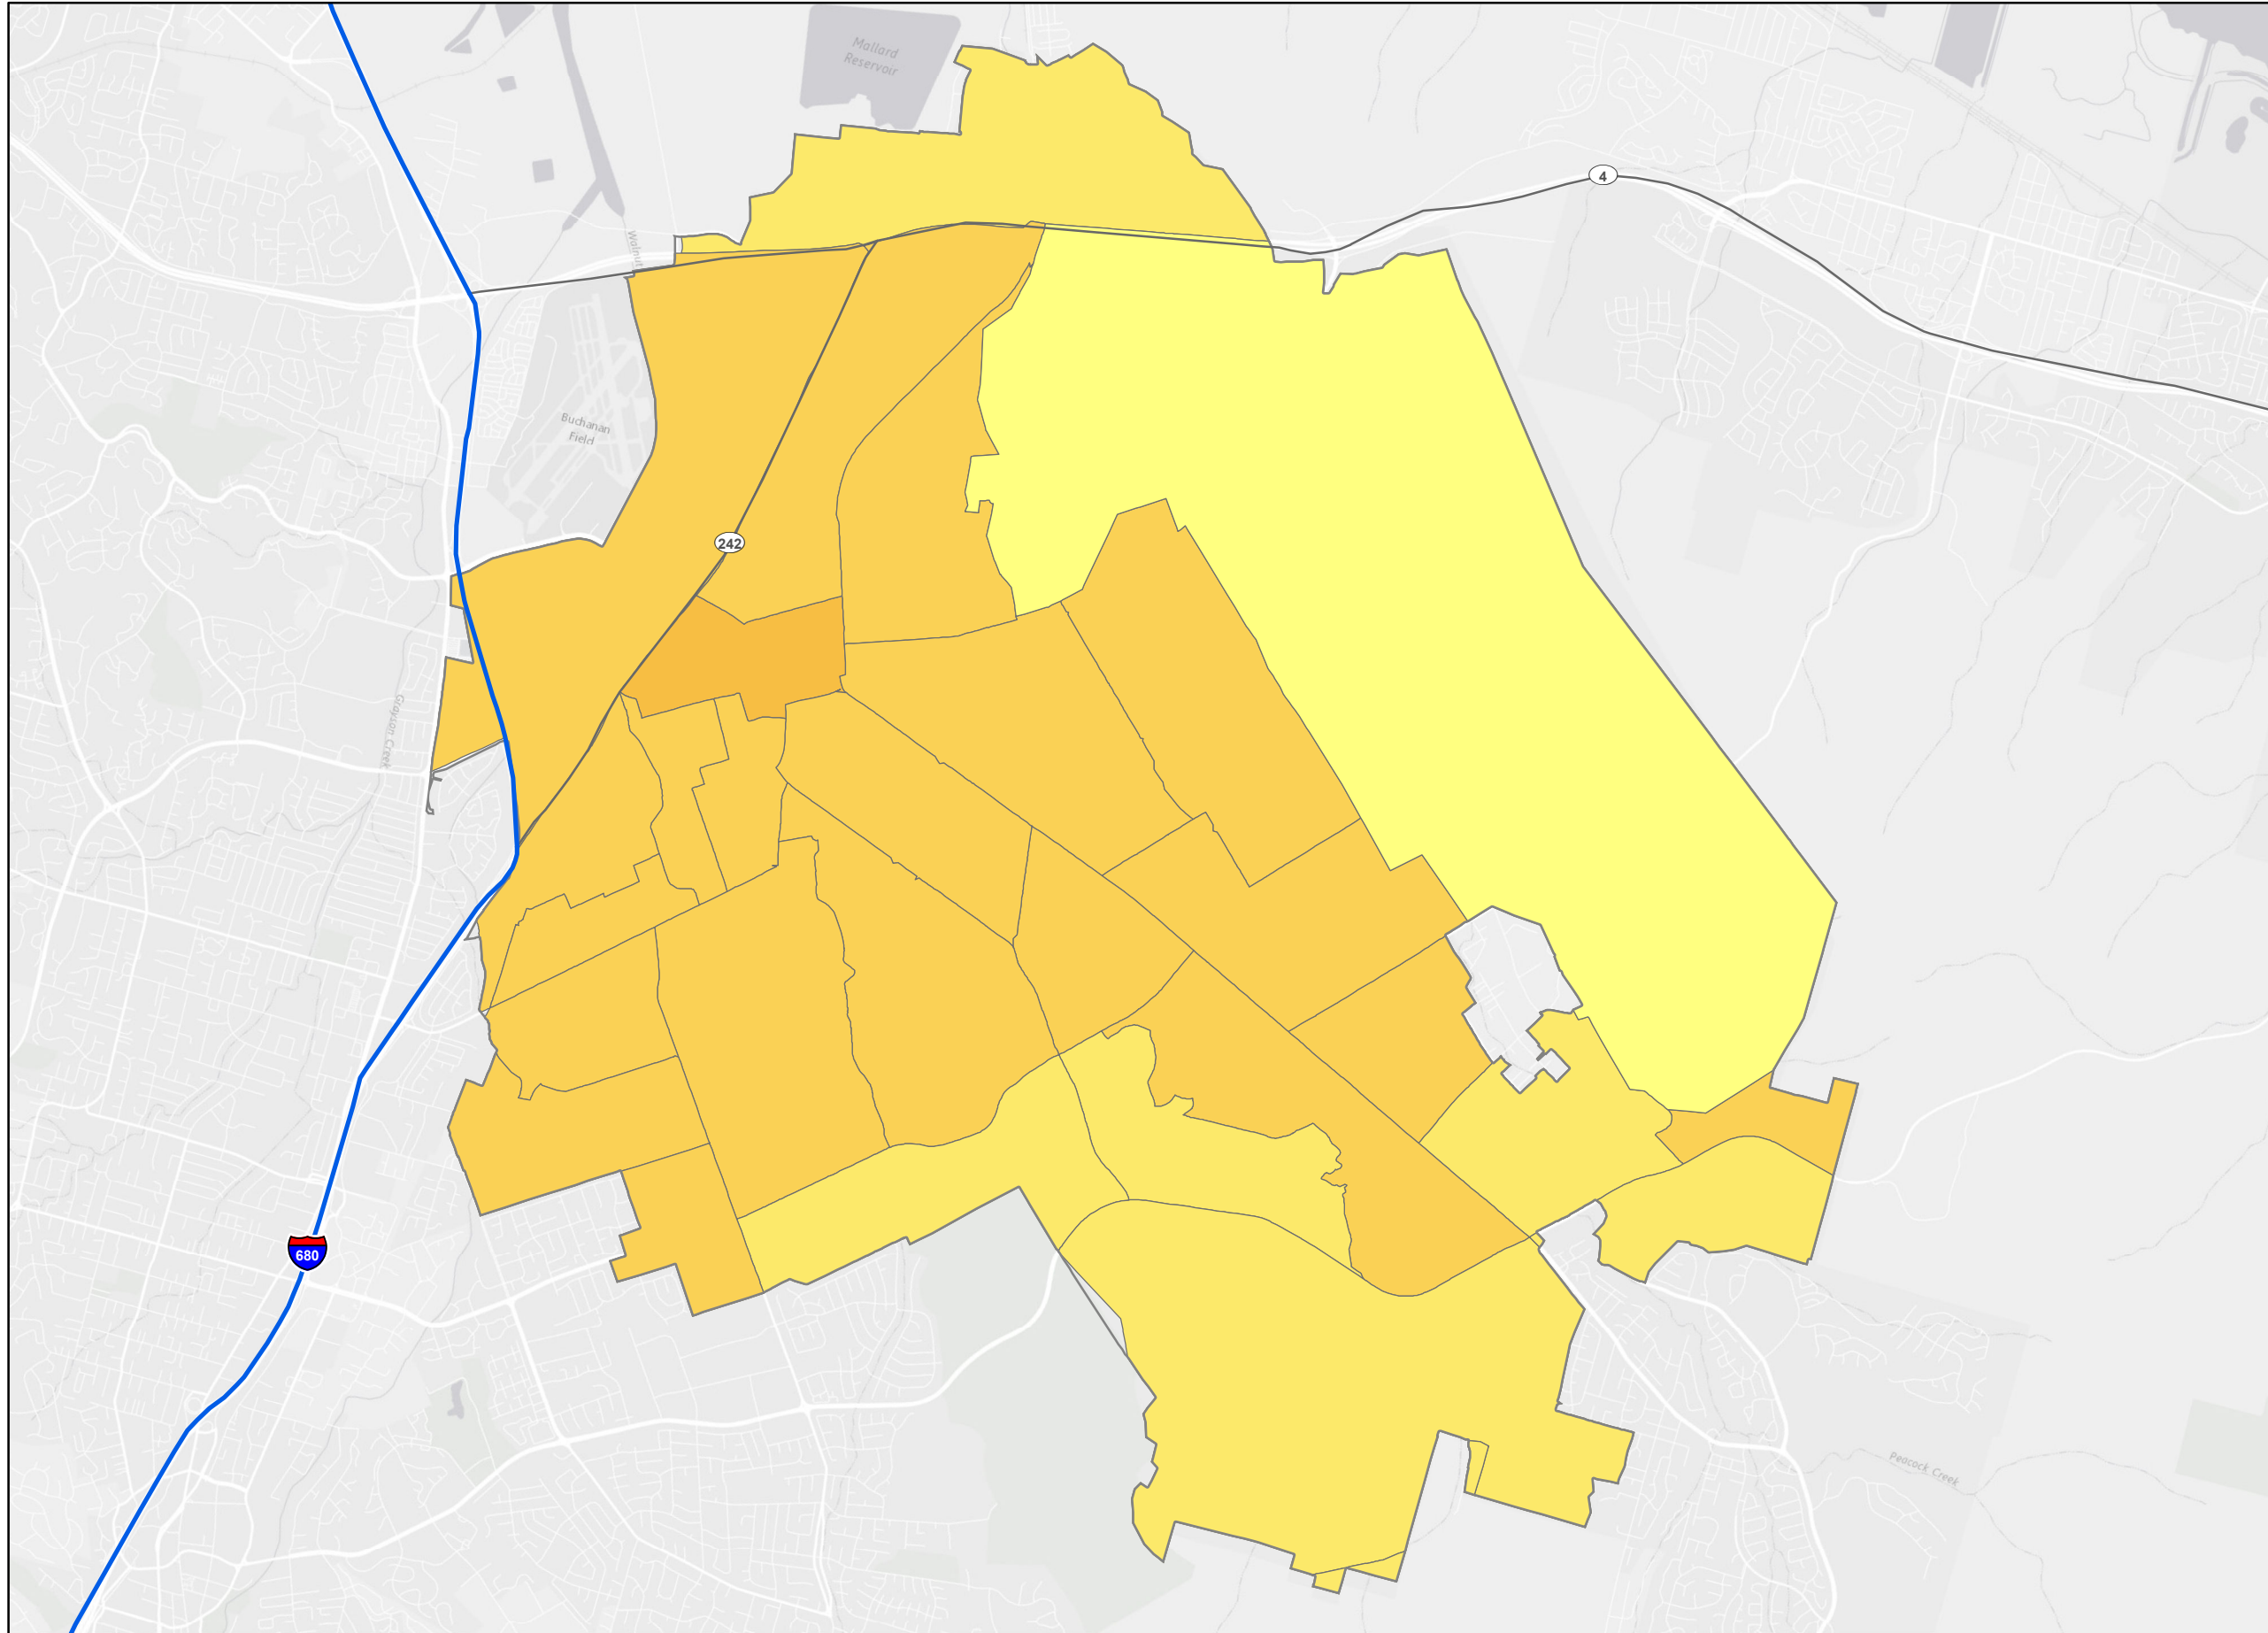 Mallard
Reservoir
4
Walnut
Buchanan
Field
242
Grayson Creek
680
Peacock Creek